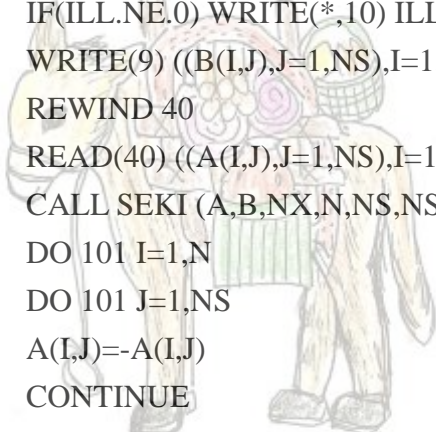 IF(ILL.NE.0) WRITE(*,10) ILL
WRITE(9) ((B(I,J),J=1,NS),I=1
REWIND 40
READ(40) ((A(I,J),J=1,NS),I=1
CALL SEKI (A,B,NX,N,NS,NS
DO 101 I=1,N
DO 101 J=1,NS
A(I,J)=-A(I,J)
CONTINUE